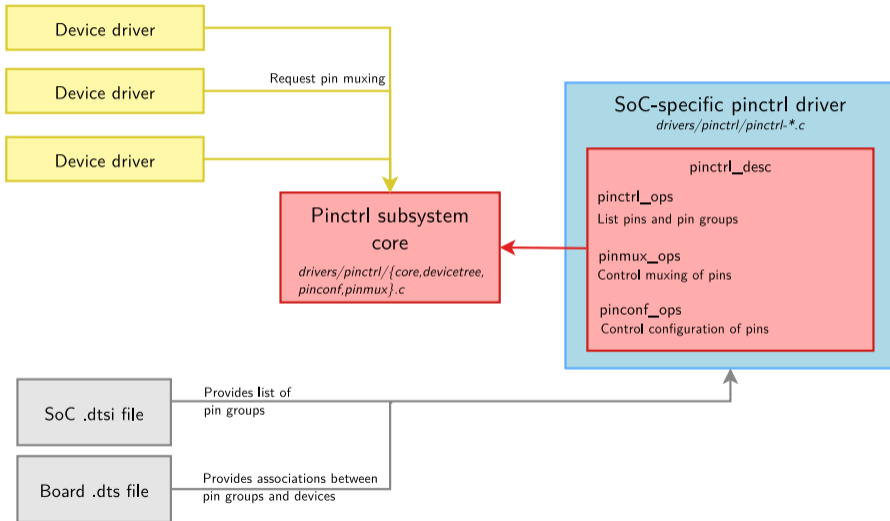 Device driver
Request pin muxing
Device driver
Device driver
SoC-specific pinctrl driver
drivers/pinctrl/pinctrl-*.c
pinctrl_desc
pinctrl_ops
List pins and pin groups
pinmux_ops
Control muxing of pins
pinconf_ops
Control configuration of pins
Pinctrl subsystem
core
drivers/pinctrl/{core,devicetree,
pinconf,pinmux}.c
SoC .dtsi file
Provides list of
pin groups
Board .dts file
Provides associations between
pin groups and devices